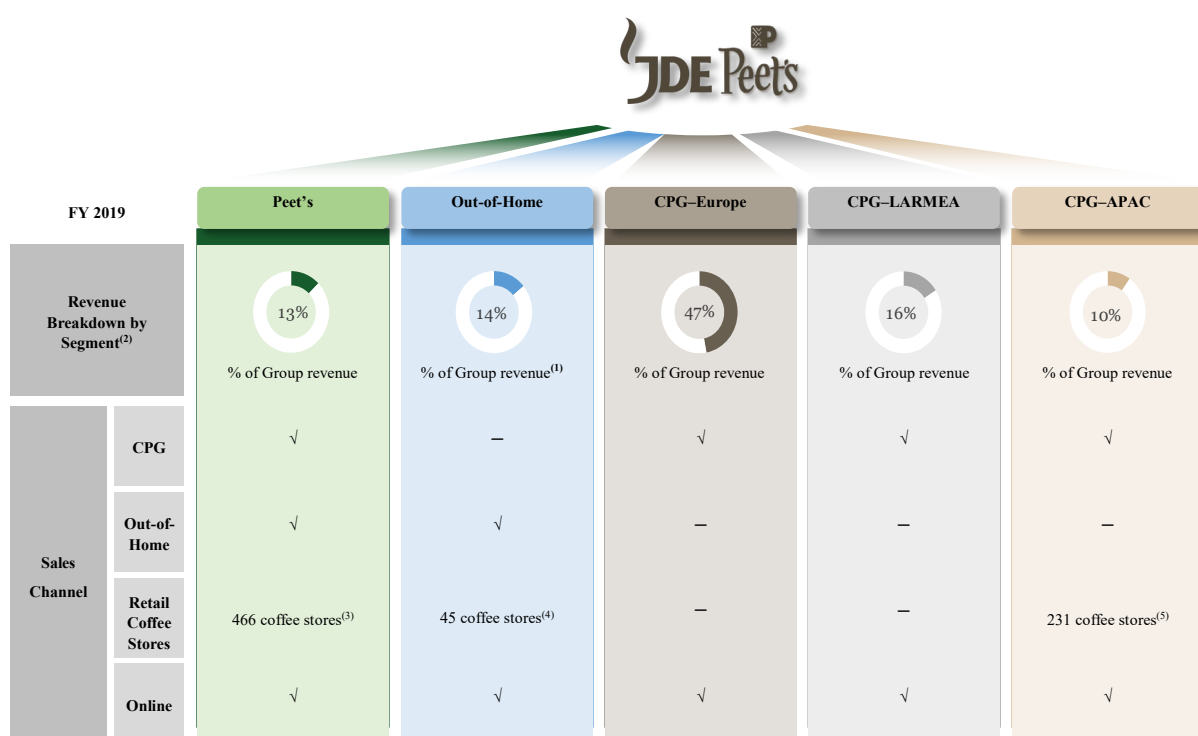 JDE Peet's
FY 2019
Peet's
Out-of-Home
CPG–Europe
CPG–LARMEA
CPG–APAC
Revenue
Breakdown by
Segment(2)
13%
14%
47%
16%
10%
% of Group revenue
% of Group revenue(1)
% of Group revenue
% of Group revenue
% of Group revenue
Sales
Channel
CPG
√
–
√
√
√
Out-of-
Home
√
√
–
–
–
Retail
Coffee
Stores
466 coffee stores(3)
45 coffee stores(4)
–
–
231 coffee stores(5)
Online
√
√
√
√
√